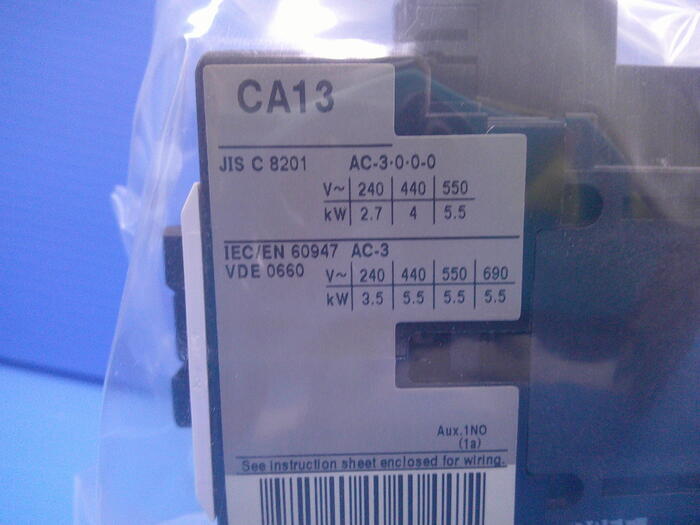 CA13
JIS C 8201 AC-3·0·0-0
V~ 240 440 550
kW 2.7 4 5.5
IEC/EN 60947 AC-3
VDE 0660 V~ 240 440 550 690
kW 3.5 5.5 5.5 5.5
Aux.1NO
(1a)
See instruction sheet enclosed for wiring.